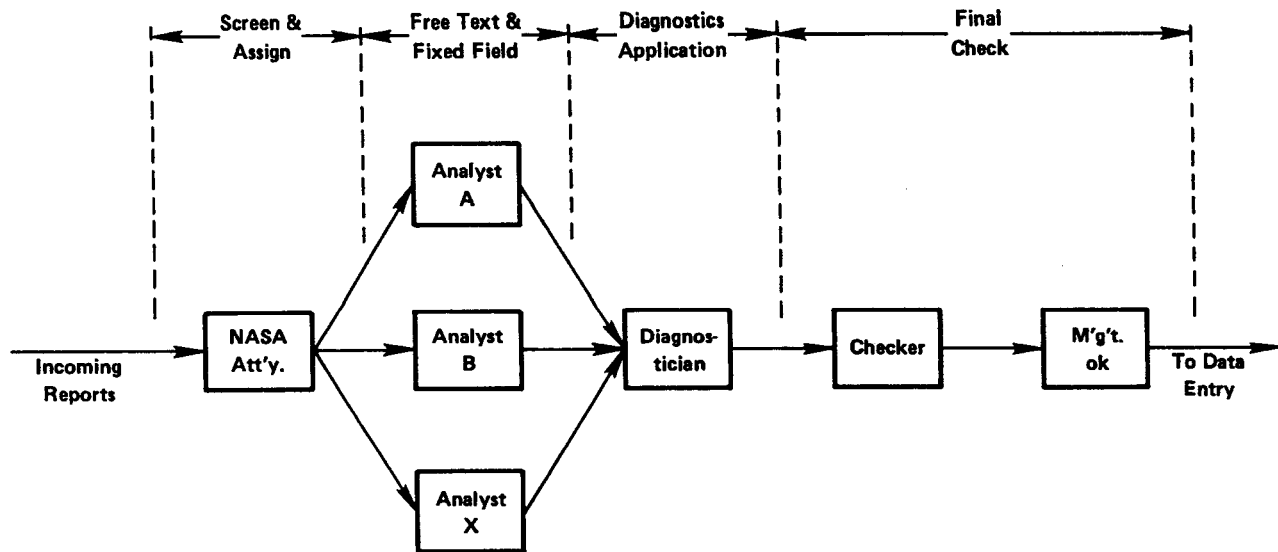 Screen &
Assign
Free Text &
Fixed Field
Diagnostics
Application
Final
Check
Analyst
A
Incoming
Reports
NASA
Att'y.
Analyst
B
Diagnos-
tician
Checker
M'g't.
ok
To Data
Entry
Analyst
X